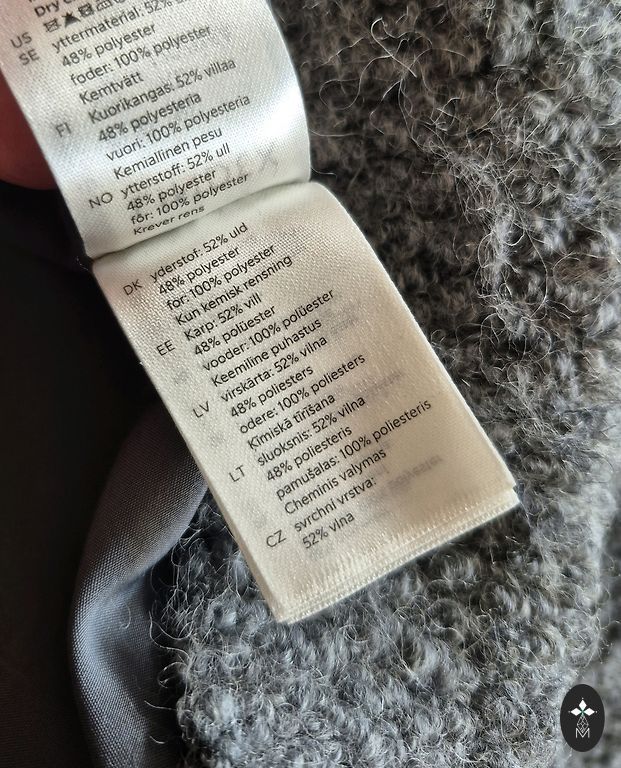 Dry c
US
SE yttermaterial: 52% u
48% polyester
foder: 100% polyester
Kemtvätt
FI Kuorikangas: 52% villaa
48% polyesteria
vuori: 100% polyesteria
Kemiallinen pesu
NO ytterstoff: 52% ull
48% polyester
fôr: 100% polyester
Krever rens
DK yderstof: 52% uld
48% polyester
for: 100% polyester
Kun kemisk rensning
EE Karp: 52% vill
48% polüester
vooder: 100% polüester
Keemiline puhastus
LV virskārta: 52% vilna
48% poliesters
odere: 100% poliesters
Ķīmiskā tīrīšana
LT sluoksnis: 52% vilna
48% poliesteris
pamušalas: 100% poliesteris
Cheminis valymas
CZ svrchní vrstva:
52% vlna
M